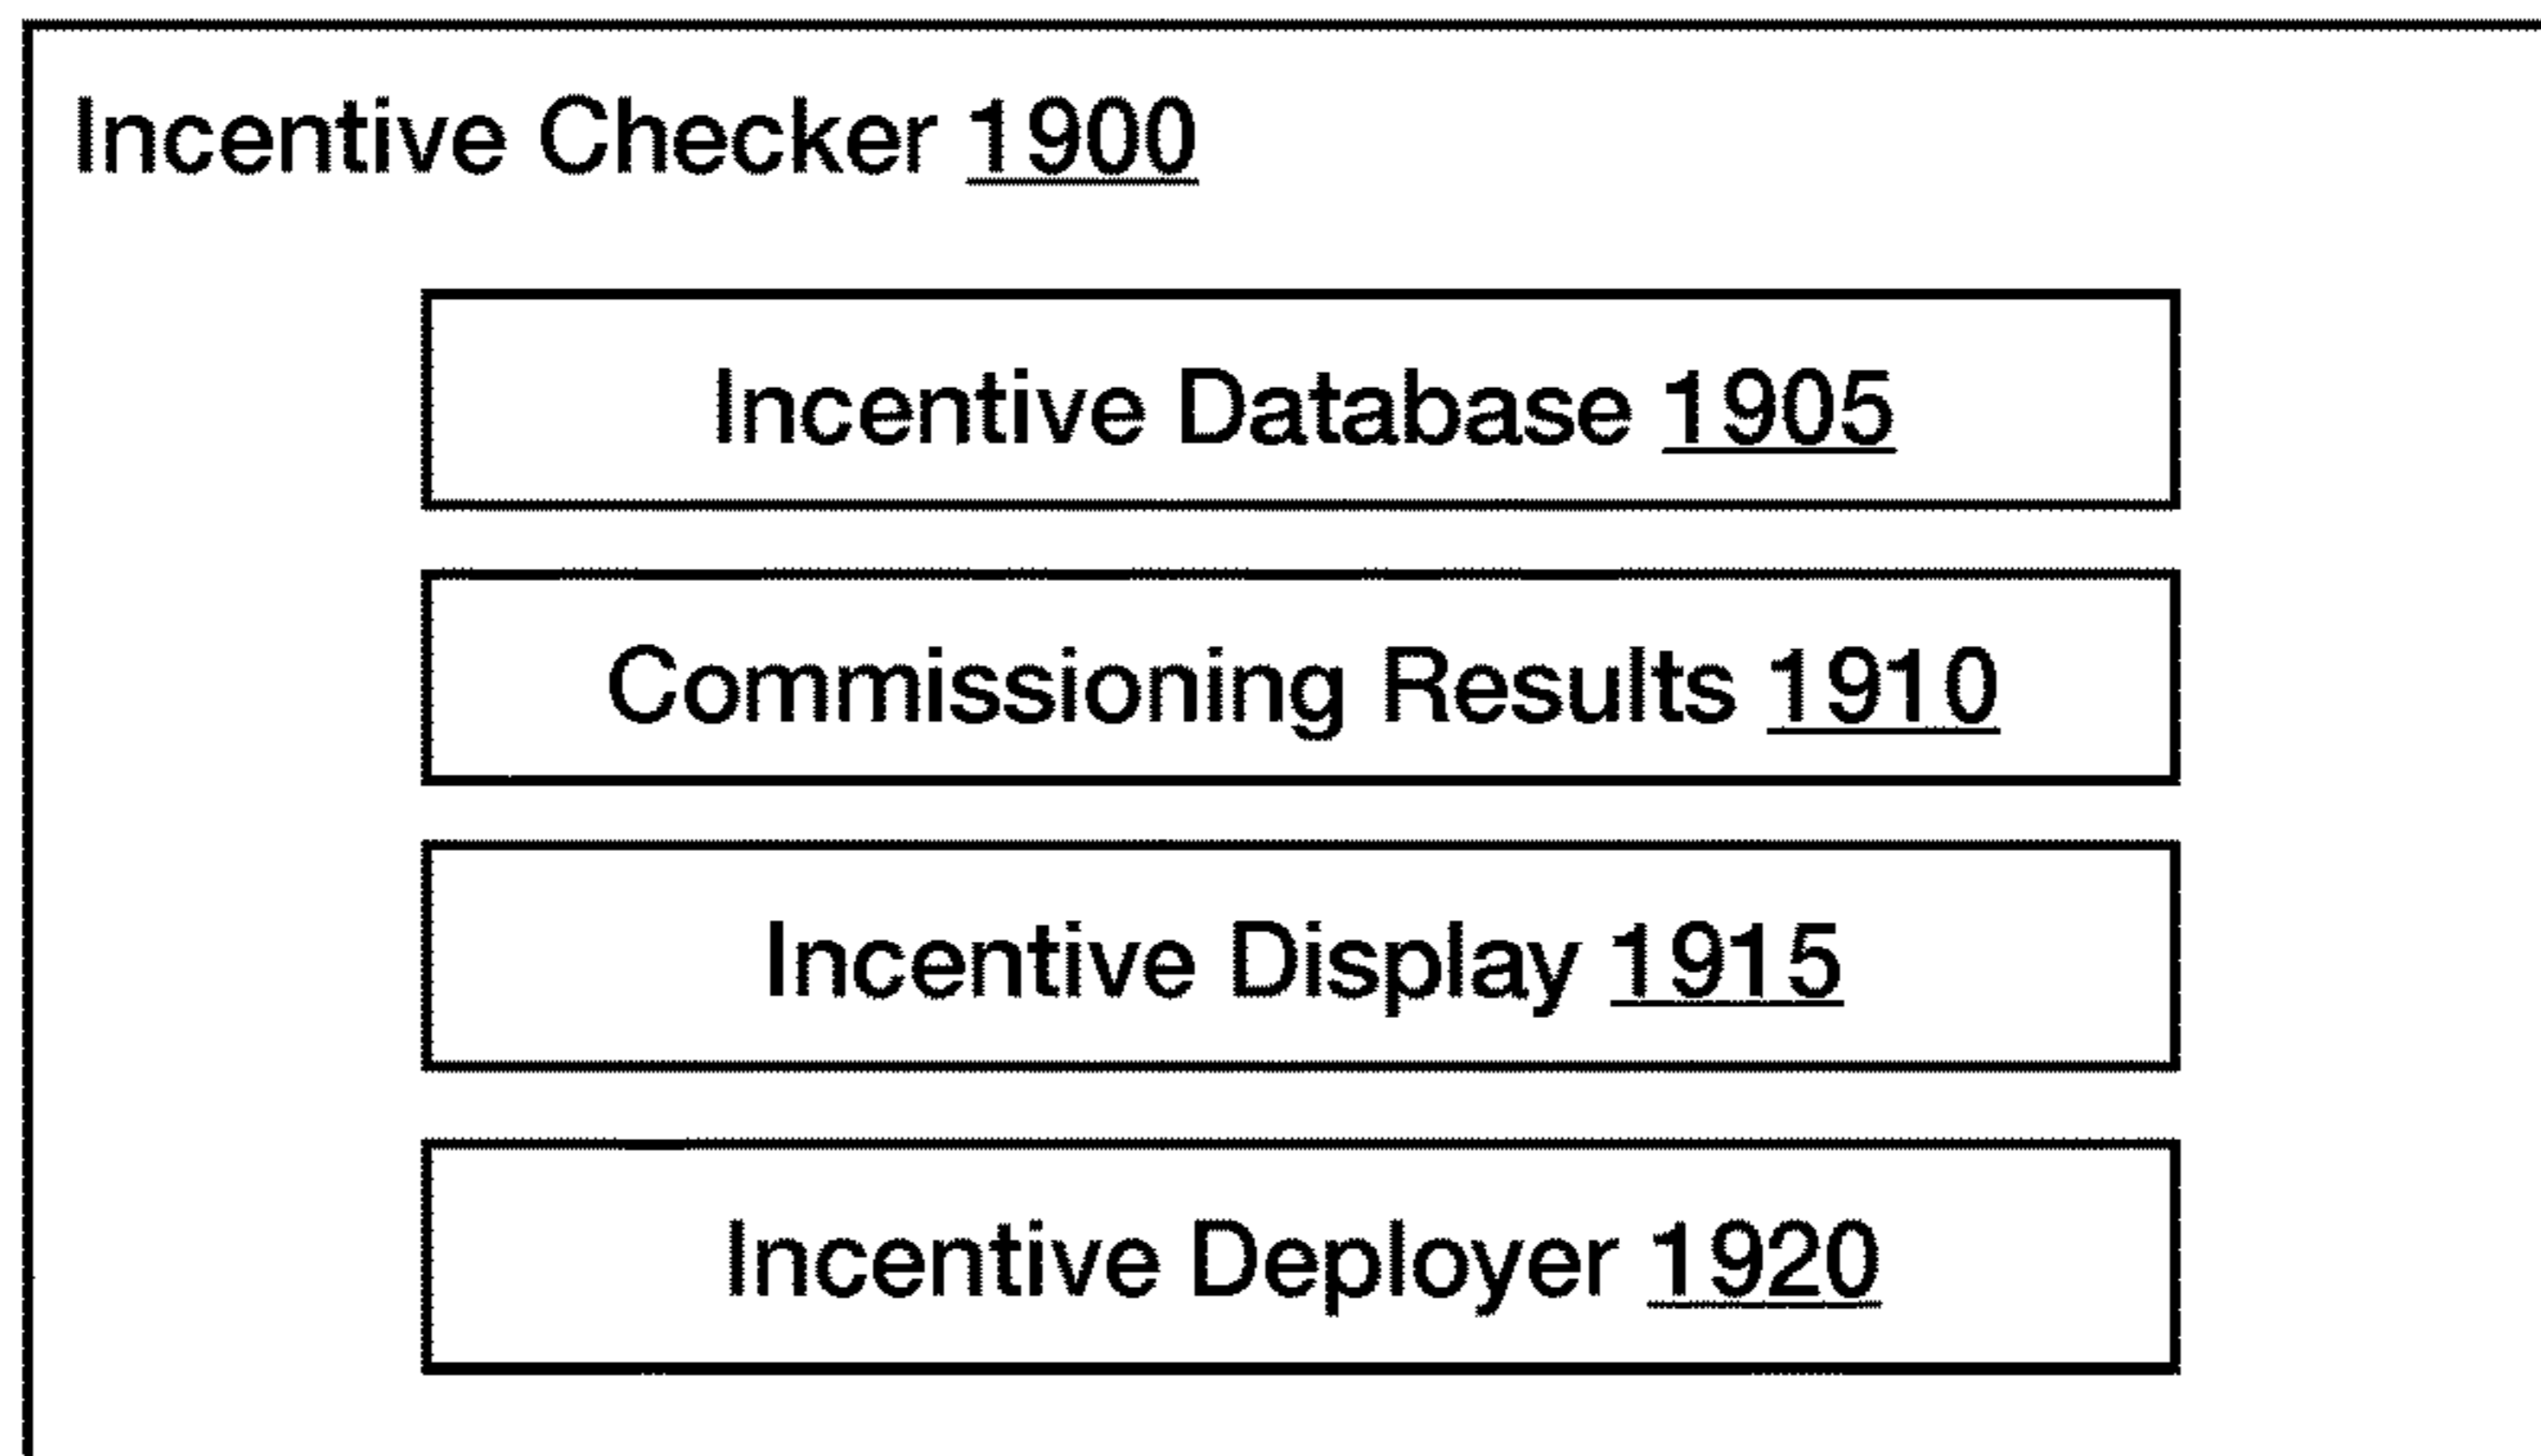 Incentive Checker 1900
Incentive Database 1905
Commissioning Results 1910
Incentive Display 1915
Incentive Deployer 1920